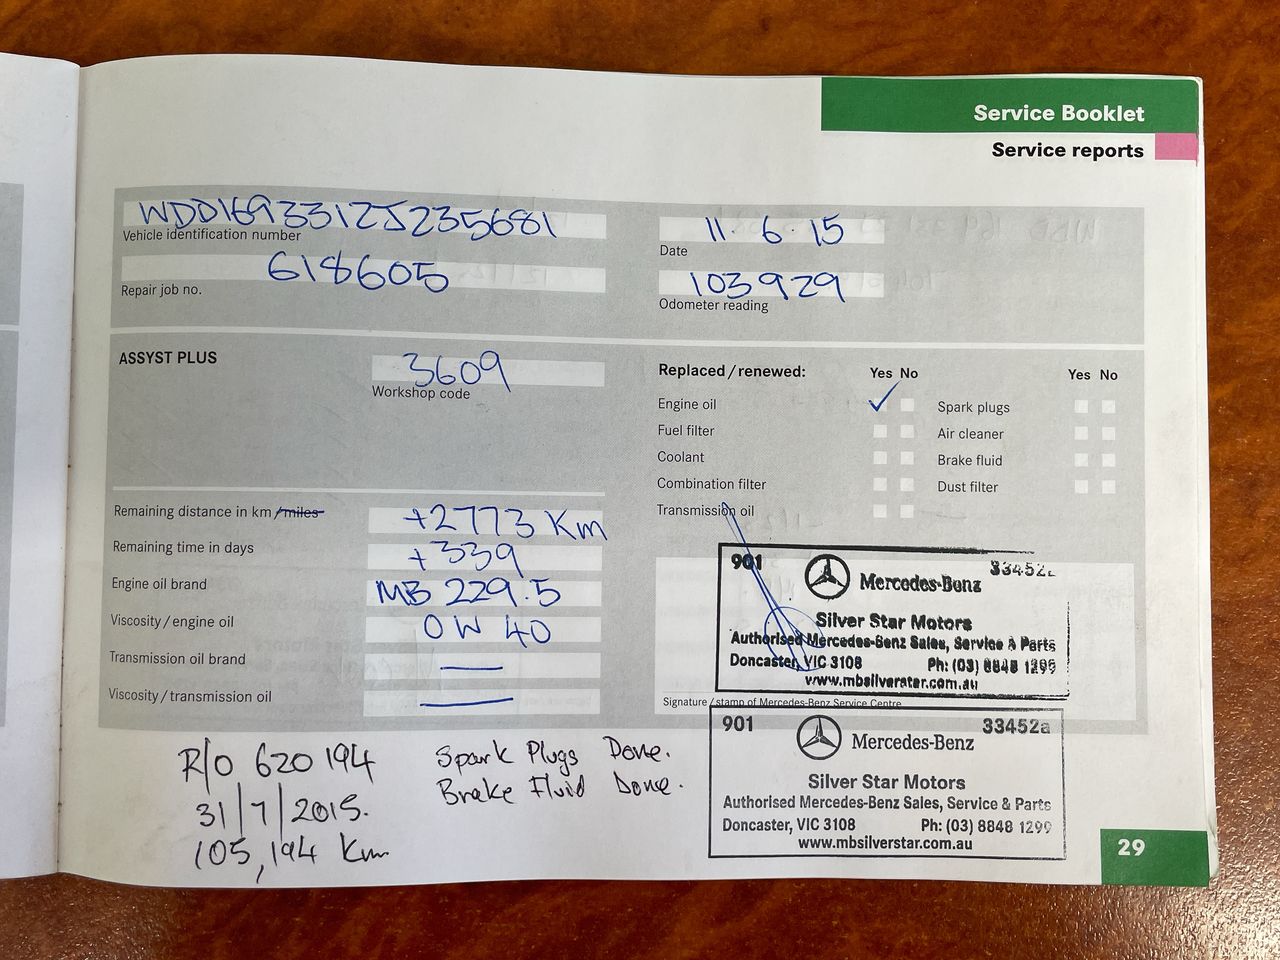 Service Booklet
Service reports
WDD1693312J235681
Vehicle identification number
11.6.15
Date
618605
Repair job no.
103929
Odometer reading
ASSYST PLUS
3609
Workshop code
Replaced / renewed: Yes No Yes No
Engine oil ✓ Spark plugs
Fuel filter Air cleaner
Coolant Brake fluid
Combination filter Dust filter
Transmission oil
Remaining distance in km /miles +2773 Km
Remaining time in days +339
Engine oil brand MB 229.5
Viscosity / engine oil 0W 40
Transmission oil brand —
Viscosity / transmission oil —
901 Mercedes-Benz
Silver Star Motors
Authorised Mercedes-Benz Sales, Service & Parts
Doncaster, VIC 3108 Ph: (03) 8848 1299
www.mbsilverstar.com.au
Signature / stamp of Mercedes-Benz Service Centre
901 33452a
Mercedes-Benz
Silver Star Motors
Authorised Mercedes-Benz Sales, Service & Parts
Doncaster, VIC 3108 Ph: (03) 8848 1299
www.mbsilverstar.com.au
R/O 620194
31/7/2015.
105,194 Km
Spark Plugs Done.
Brake Fluid Done.
29